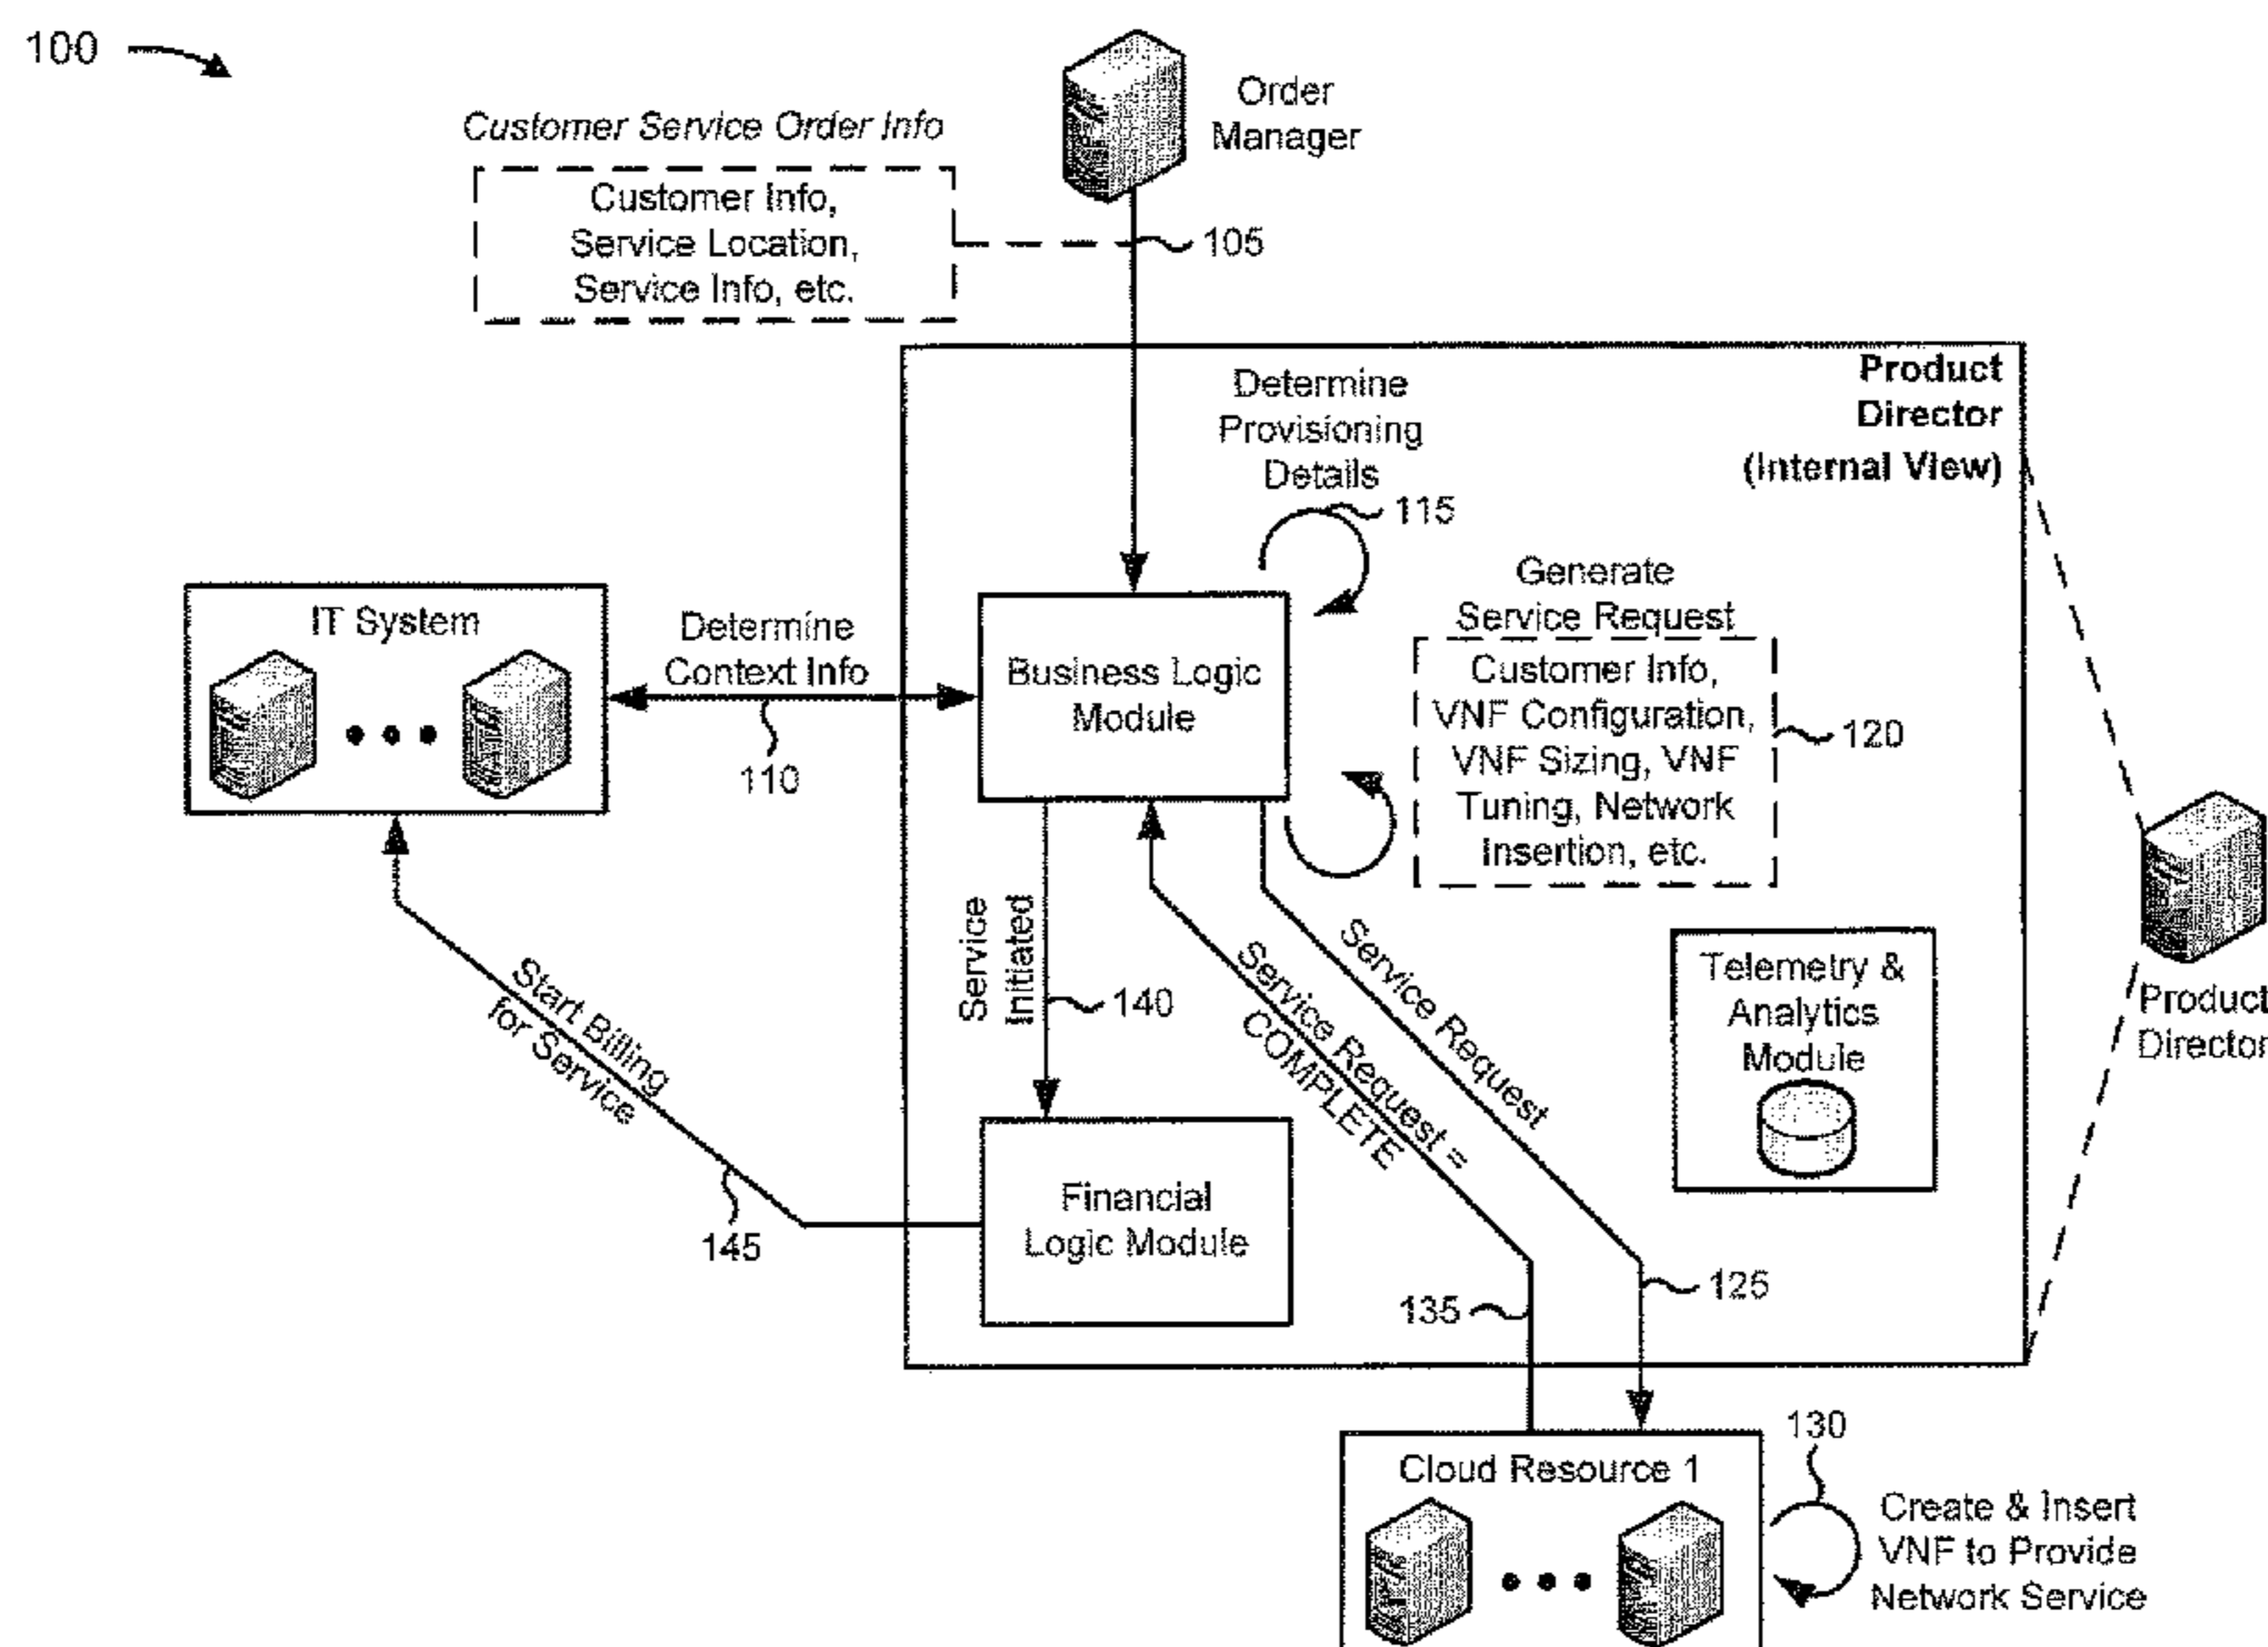 100
Order
Manager
Customer Service Order Info
Customer Info,
Service Location,
Service Info, etc.
105
Product
Director
(Internal View)
Determine
Provisioning
Details
115
IT System
Determine
Context Info
110
Business Logic
Module
Generate
Service Request
Customer Info,
VNF Configuration,
VNF Sizing, VNF
Tuning, Network
Insertion, etc.
120
Service
Initiated
140
Service Request =
COMPLETE
Service Request
Telemetry &
Analytics
Module
Product
Director
Start Billing
for Service
145
Financial
Logic Module
135
125
Cloud Resource 1
130
Create & Insert
VNF to Provide
Network Service